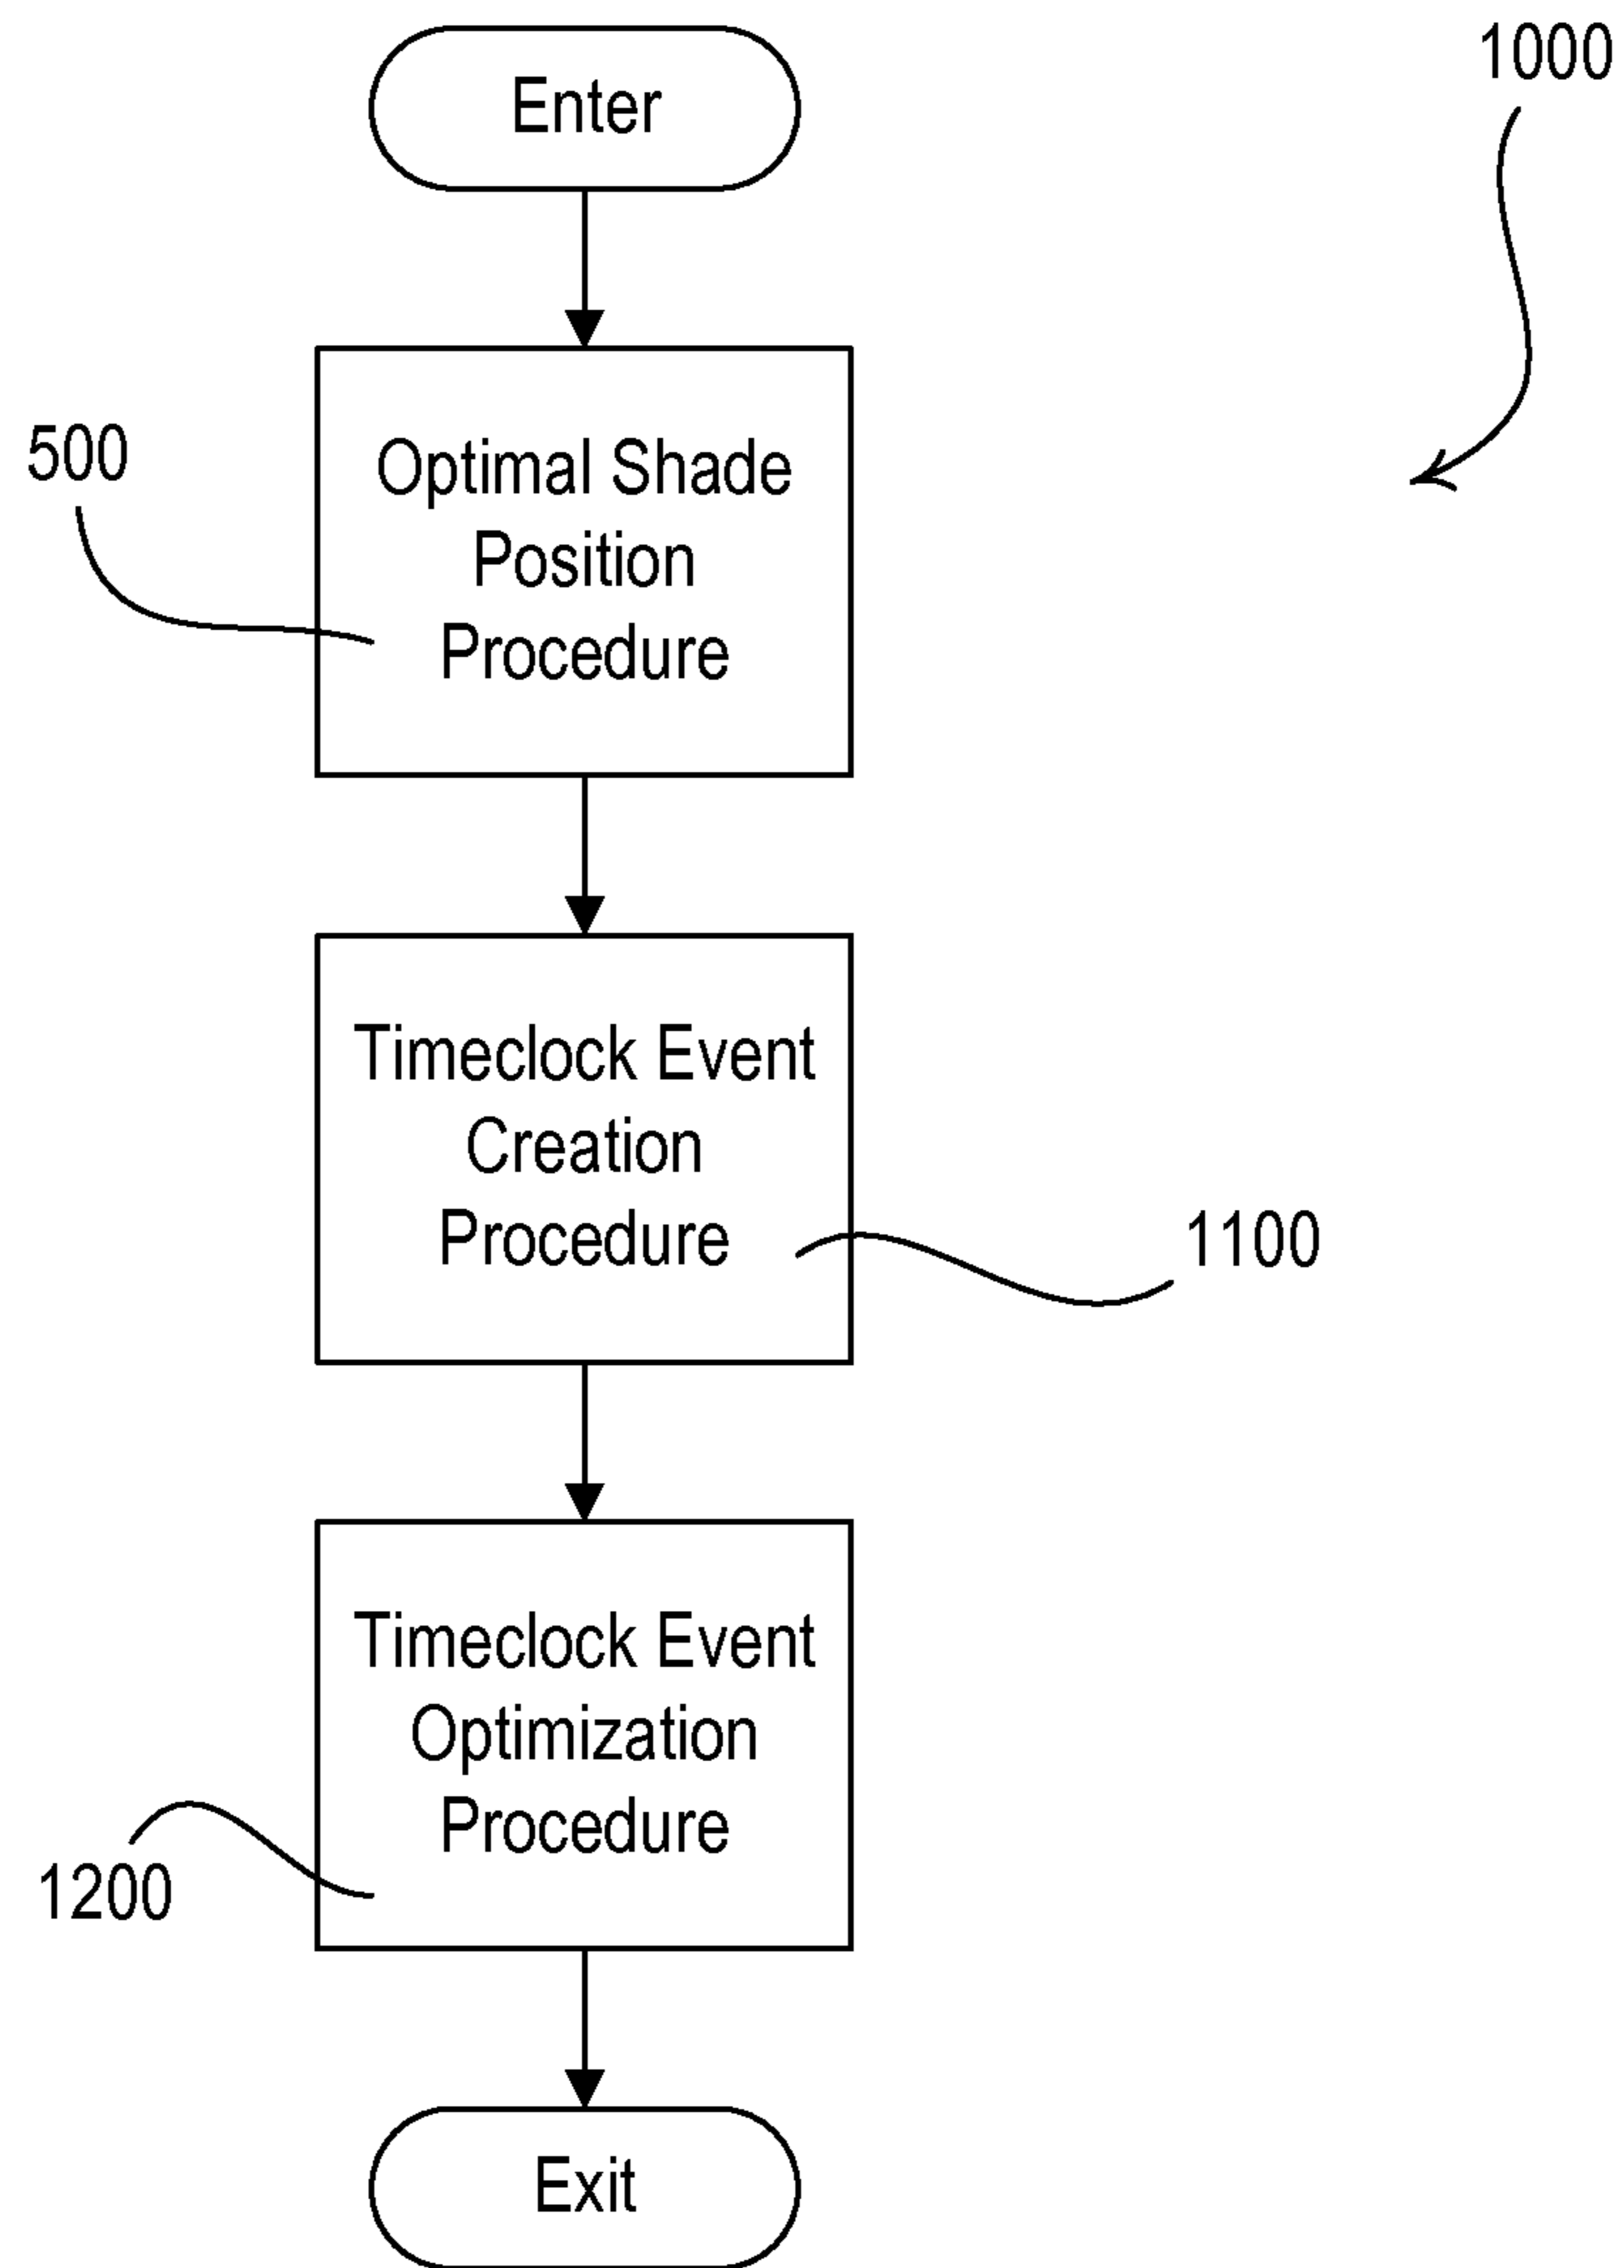 Enter
1000
500
Optimal Shade
Position
Procedure
Timeclock Event
Creation
Procedure
1100
Timeclock Event
Optimization
Procedure
1200
Exit